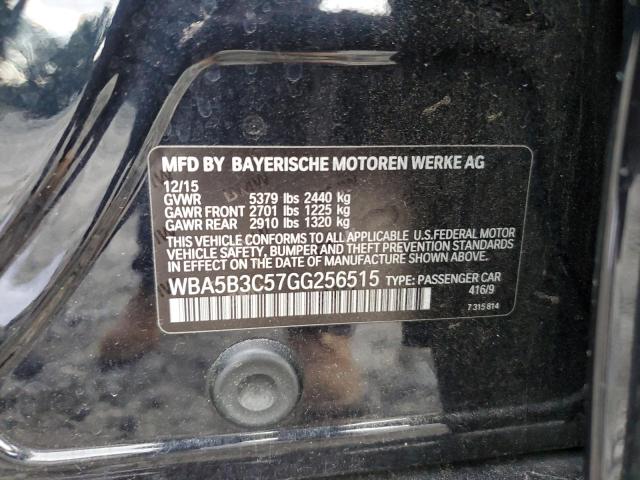 MFD BY BAYERISCHE MOTOREN WERKE AG
12/15
GVWR 5379 lbs 2440 kg
GAWR FRONT 2701 lbs 1225 kg
GAWR REAR 2910 lbs 1320 kg
THIS VEHICLE CONFORMS TO ALL APPLICABLE U.S.FEDERAL MOTOR
VEHICLE SAFETY, BUMPER AND THEFT PREVENTION STANDARDS
IN EFFECT ON THE DATE OF MANUFACTURE SHOWN ABOVE.
WBA5B3C57GG256515 TYPE: PASSENGER CAR
416/9
7 315 814